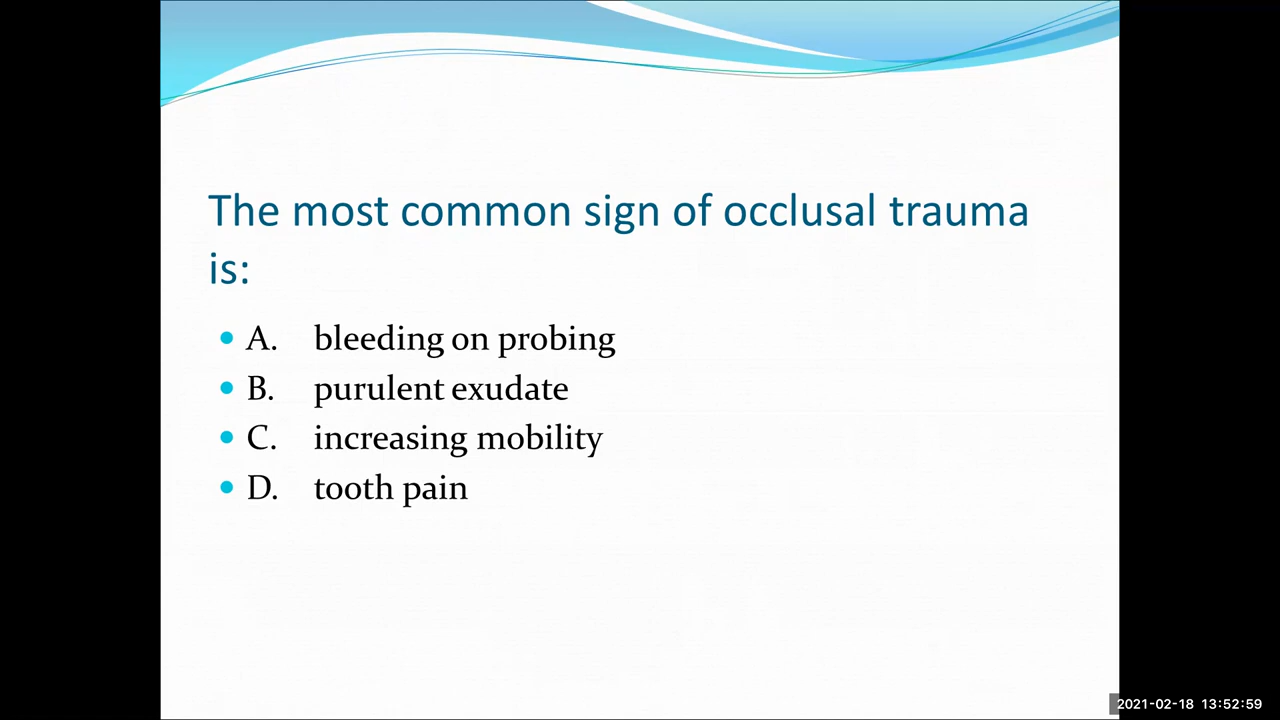 The most common sign of occlusal trauma
is:
• A. bleeding on probing
• B. purulent exudate
• C. increasing mobility
• D. tooth pain
2021-02-18 13:52:59